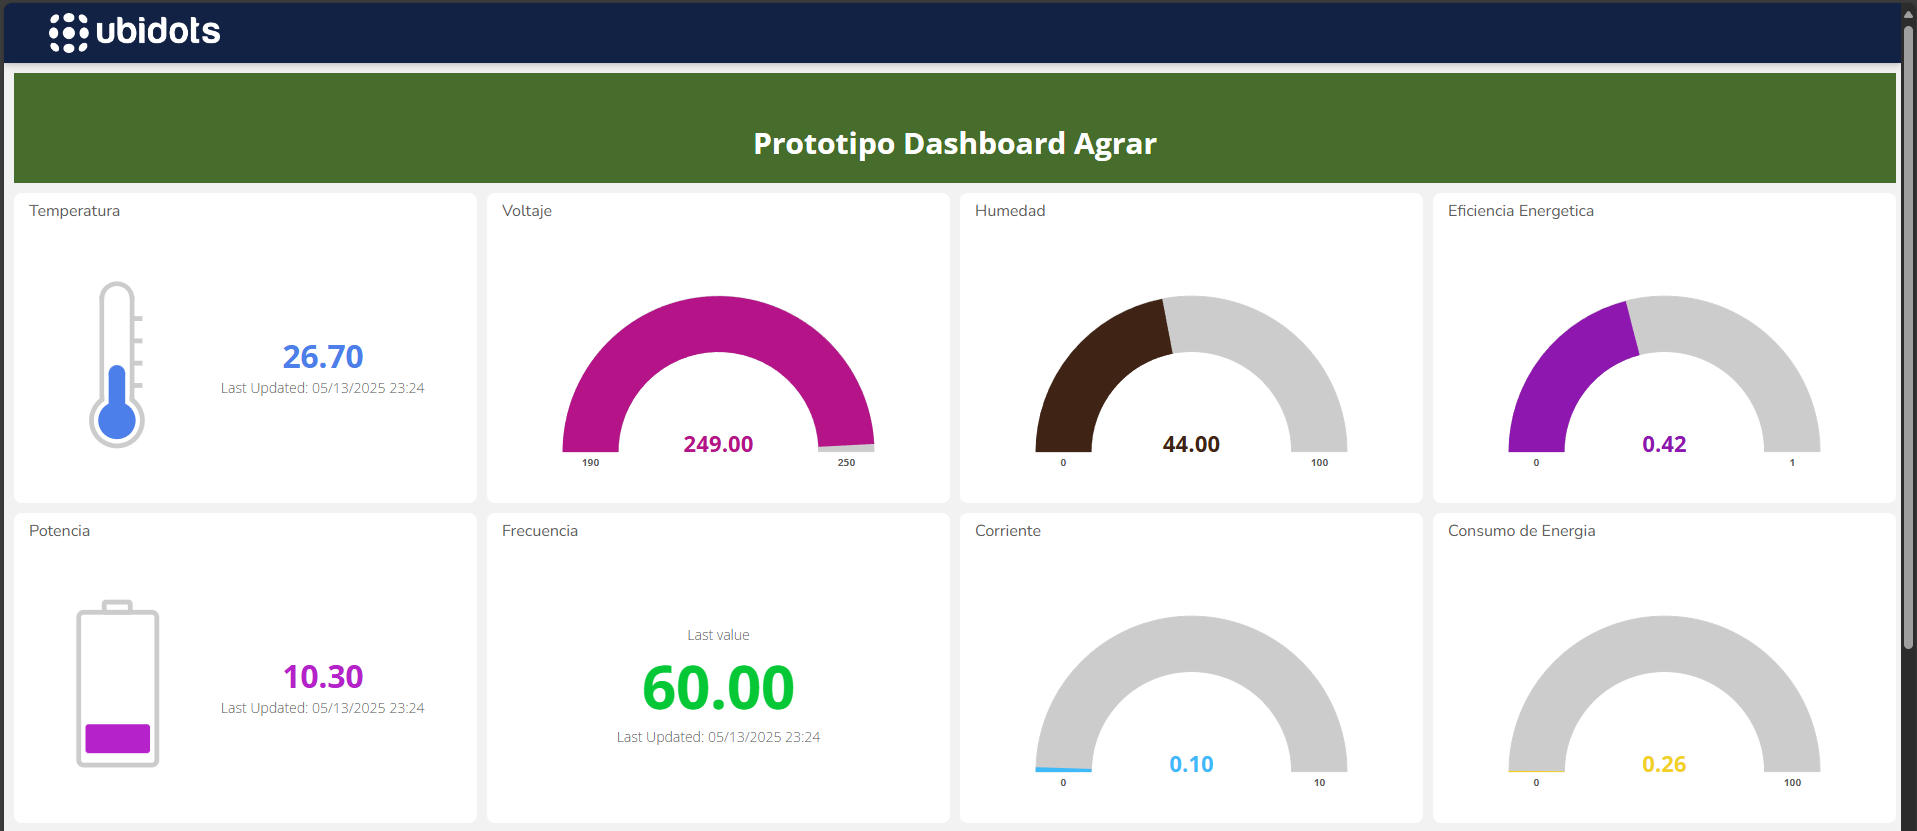 ubidots
Prototipo Dashboard Agrar
Temperatura
26.70
Last Updated: 05/13/2025 23:24
Voltaje
249.00
190
250
Humedad
44.00
0
100
Eficiencia Energetica
0.42
0
1
Potencia
10.30
Last Updated: 05/13/2025 23:24
Frecuencia
Last value
60.00
Last Updated: 05/13/2025 23:24
Corriente
0.10
0
10
Consumo de Energia
0.26
0
100